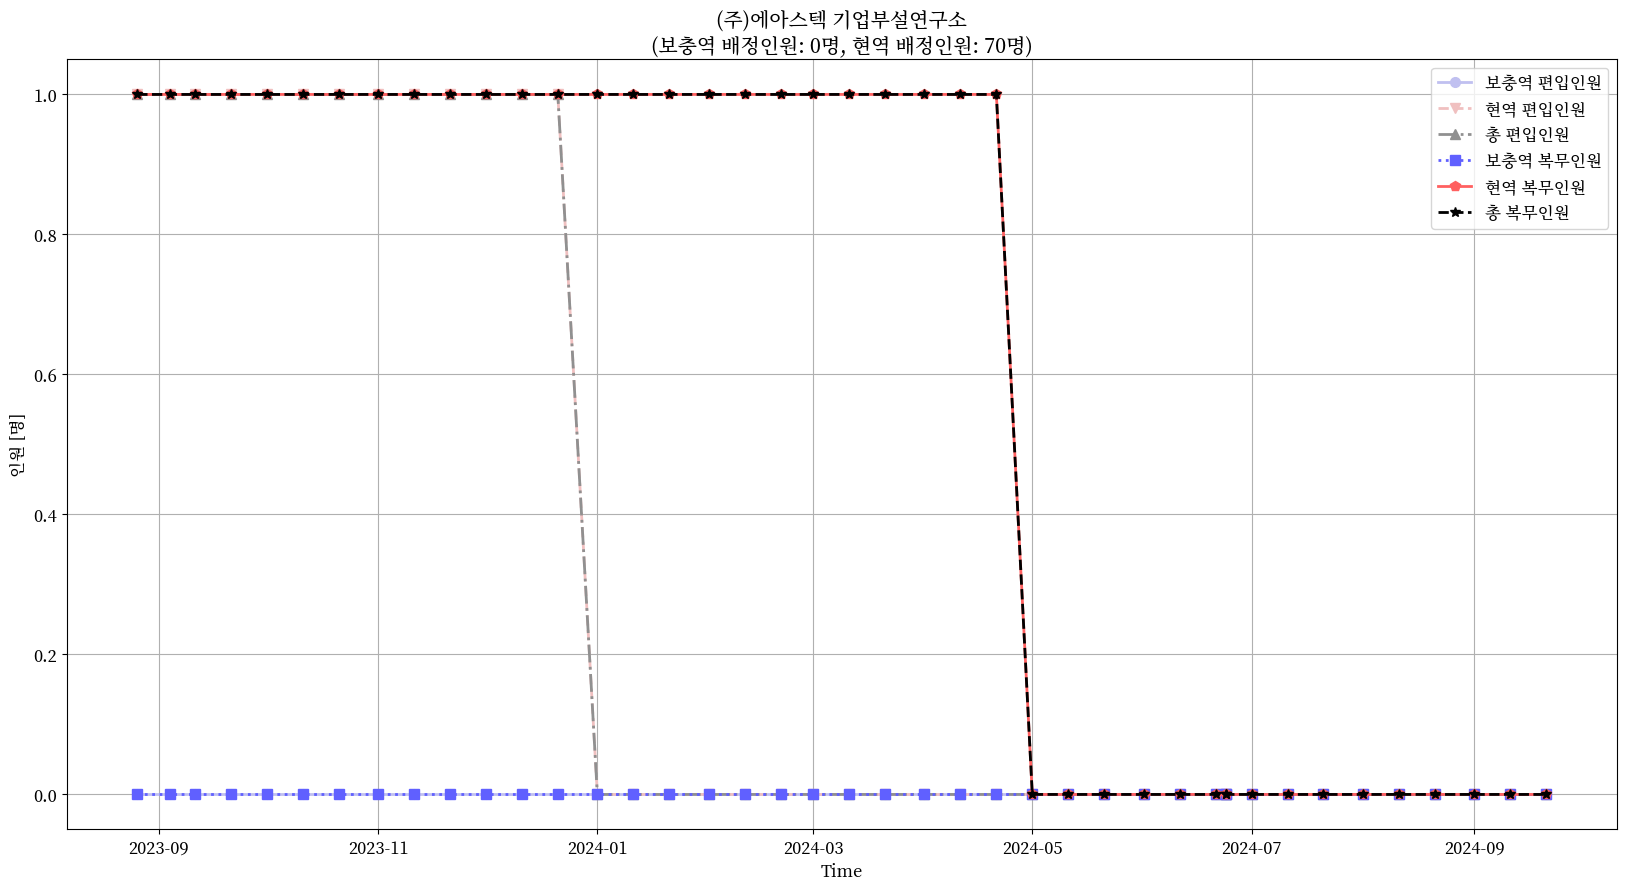 (주)에아스텍 기업부설연구소
(보충역 배정인원: 0명, 현역 배정인원: 70명)
보충역 편입인원
현역 편입인원
총 편입인원
보충역 복무인원
현역 복무인원
총 복무인원
인원 [명]
1.0
0.8
0.6
0.4
0.2
0.0
2023-09 2023-11 2024-01 2024-03 2024-05 2024-07 2024-09
Time